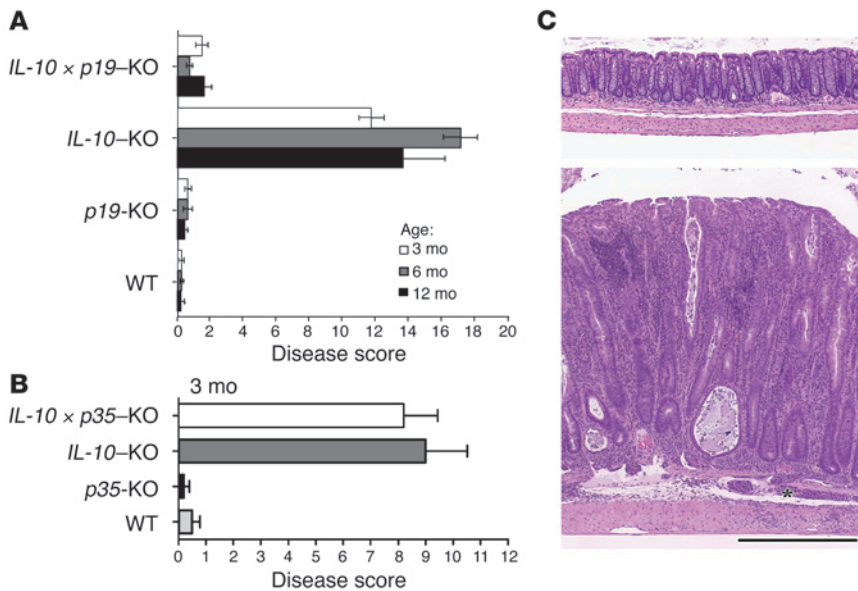 A
IL-10 × p19–KO
IL-10–KO
p19-KO
WT
Age:
3 mo
6 mo
12 mo
0 2 4 6 8 10 12 14 16 18 20
Disease score
B
3 mo
IL-10 × p35–KO
IL-10–KO
p35-KO
WT
0 1 2 3 4 5 6 7 8 9 10 11 12
Disease score
C
*